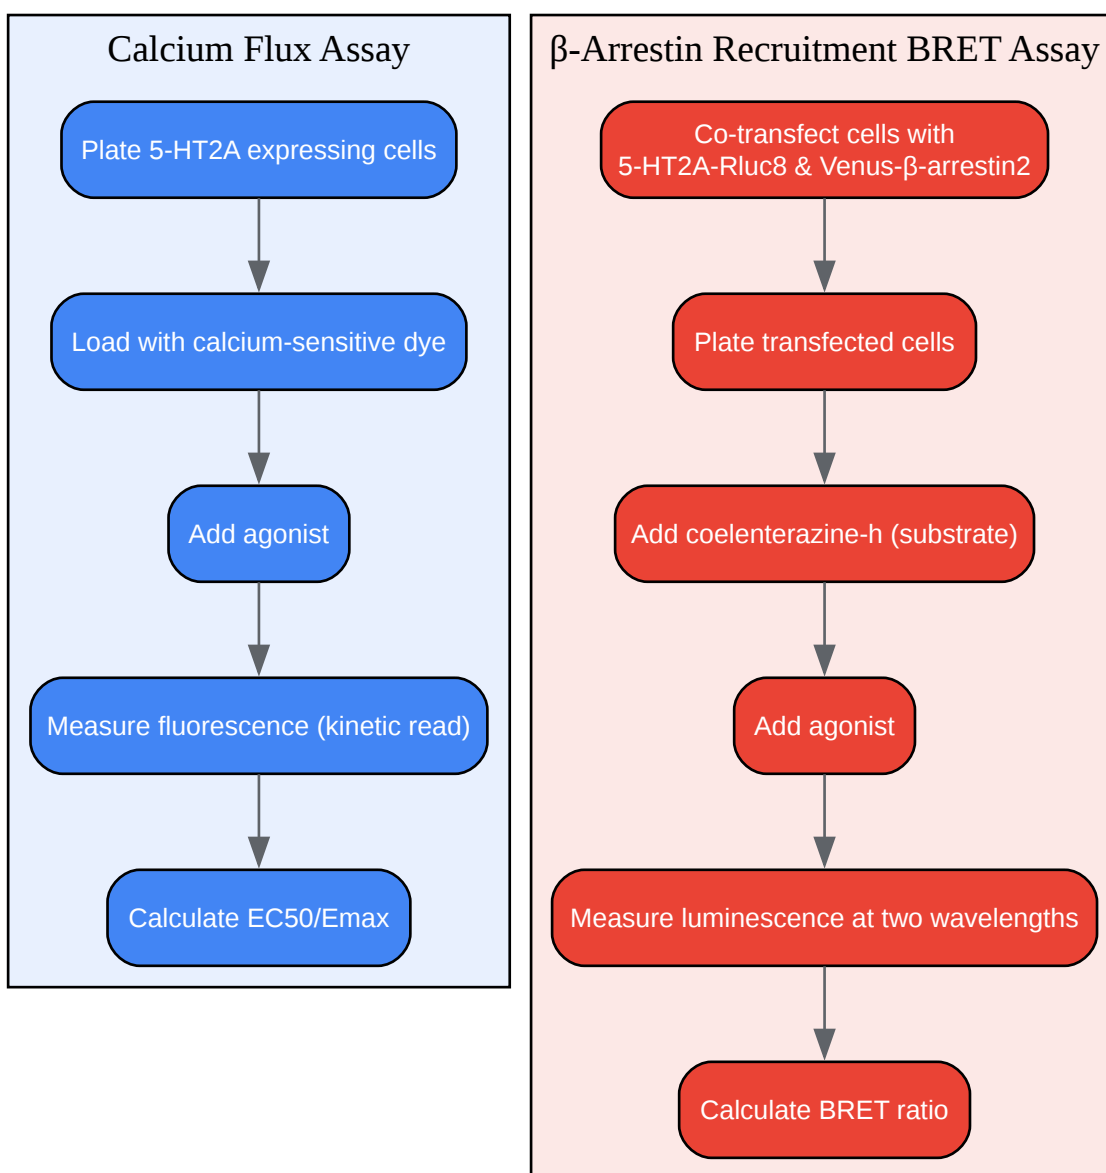 Calcium Flux Assay
Plate 5-HT2A expressing cells
Load with calcium-sensitive dye
Add agonist
Measure fluorescence (kinetic read)
Calculate EC50/Emax
β-Arrestin Recruitment BRET Assay
Co-transfect cells with
5-HT2A-Rluc8 & Venus-β-arrestin2
Plate transfected cells
Add coelenterazine-h (substrate)
Add agonist
Measure luminescence at two wavelengths
Calculate BRET ratio